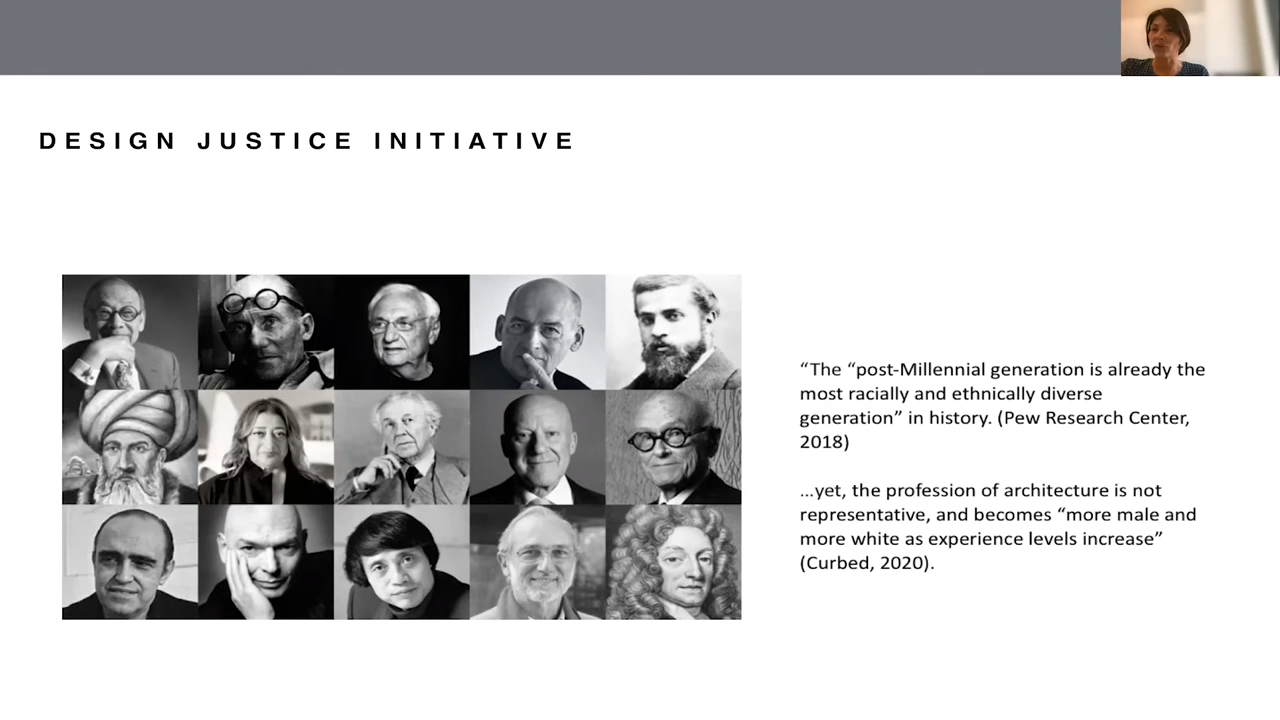 DESIGN JUSTICE INITIATIVE
“The “post-Millennial generation is already the
most racially and ethnically diverse
generation” in history. (Pew Research Center,
2018)
...yet, the profession of architecture is not
representative, and becomes “more male and
more white as experience levels increase”
(Curbed, 2020).